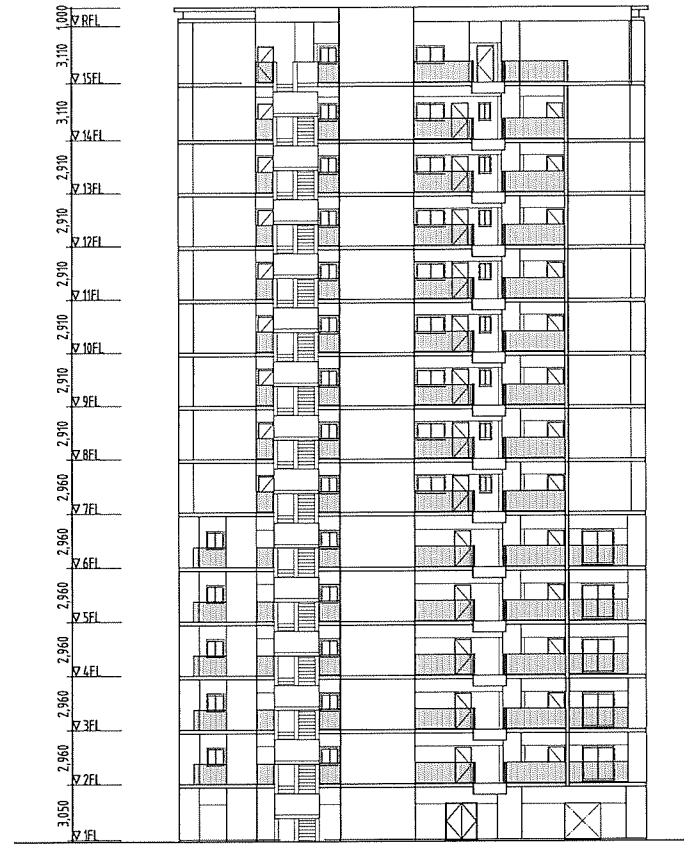 1,000
▽ RFL
3,110
▽ 15FL
3,110
▽ 14FL
2,910
▽ 13FL
2,910
▽ 12FL
2,910
▽ 11FL
2,910
▽ 10FL
2,910
▽ 9FL
2,910
▽ 8FL
2,960
▽ 7FL
2,960
▽ 6FL
2,960
▽ 5FL
2,960
▽ 4FL
2,960
▽ 3FL
2,960
▽ 2FL
3,050
▽ 1FL